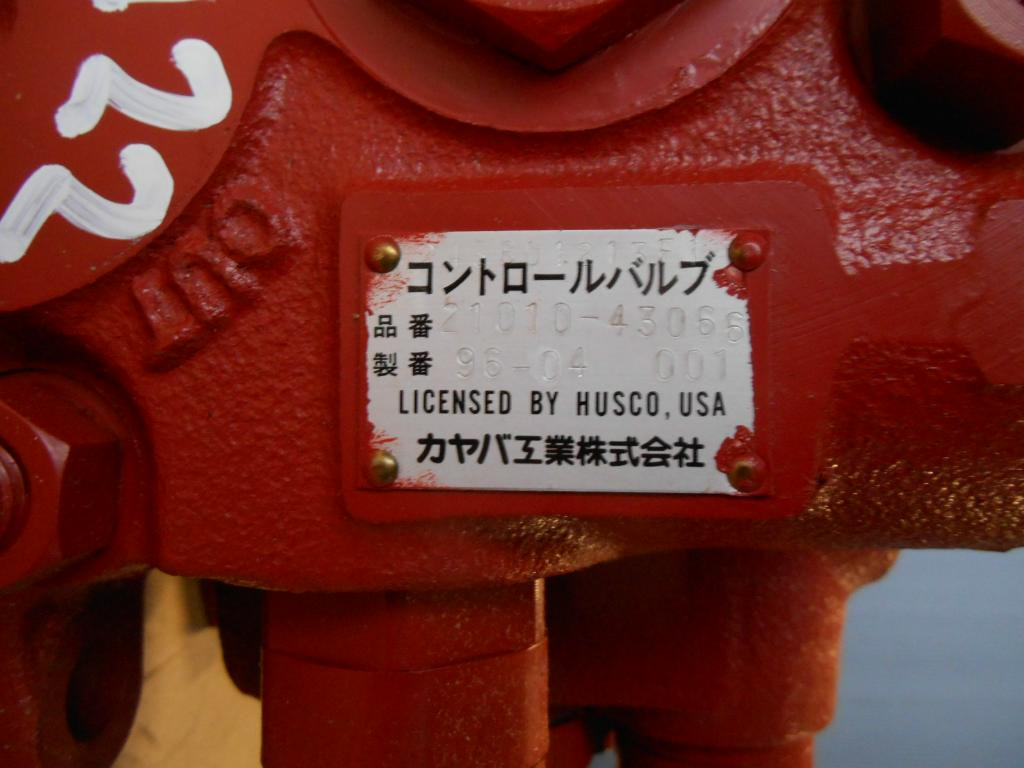 22
コントロールバルブ
品番 21010-43066
製番 96-04 001
LICENSED BY HUSCO, USA
カヤバ工業株式会社